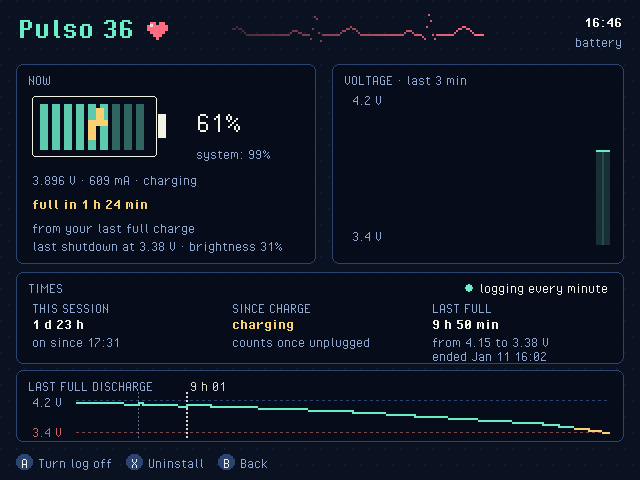 Pulso 36
16:46
battery
NOW
61%
system: 99%
3.896 V · 609 mA · charging
full in 1 h 24 min
from your last full charge
last shutdown at 3.38 V · brightness 31%
VOLTAGE · last 3 min
4.2 V
3.4 V
TIMES
logging every minute
THIS SESSION
1 d 23 h
on since 17:31
SINCE CHARGE
charging
counts once unplugged
LAST FULL
9 h 50 min
from 4.15 to 3.38 V
ended Jan 11 16:02
LAST FULL DISCHARGE
9 h 01
4.2 V
3.4 V
A Turn log off
X Uninstall
B Back